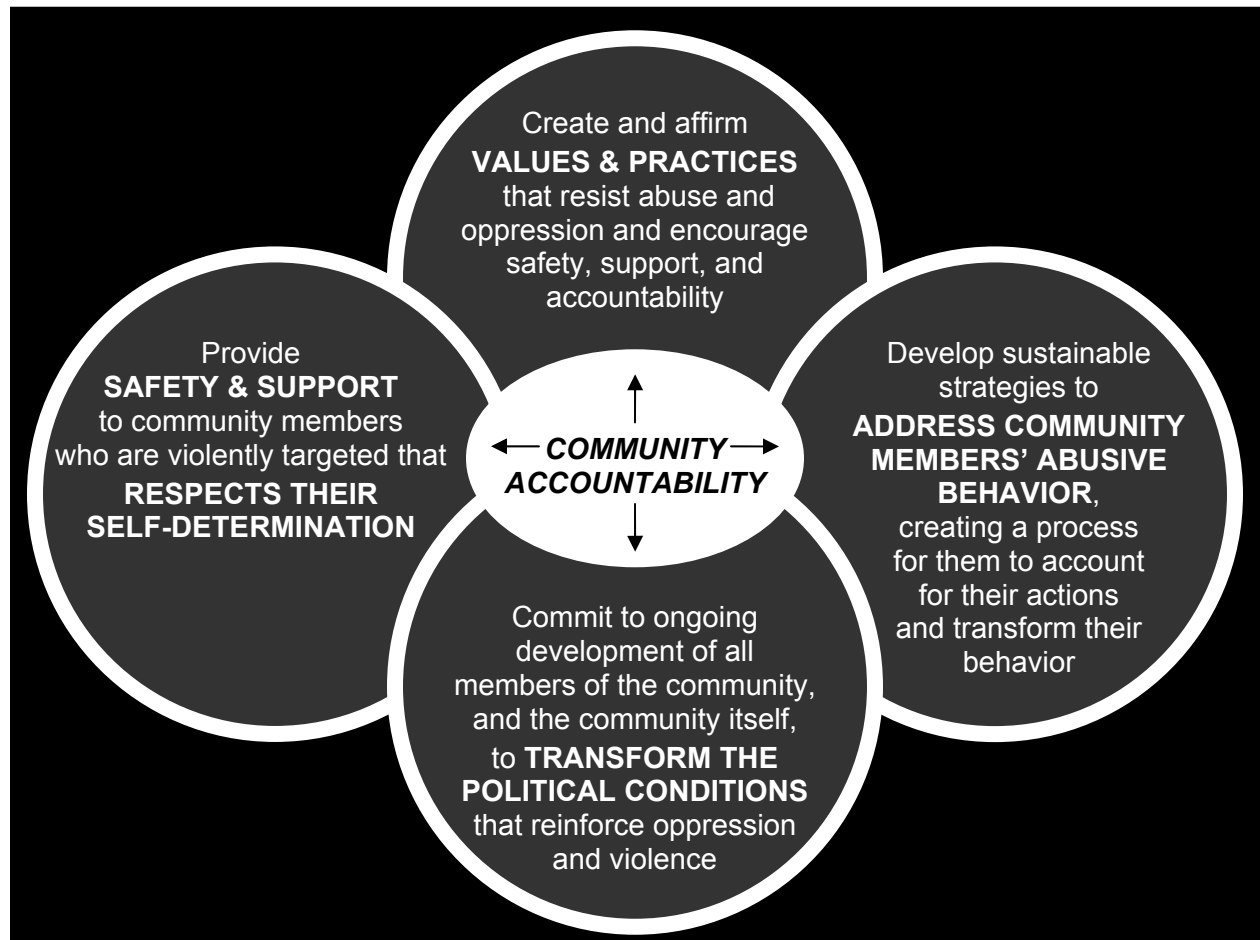 Create and affirm
VALUES & PRACTICES
that resist abuse and
oppression and encourage
safety, support, and
accountability
Provide
SAFETY & SUPPORT
to community members
who are violently targeted that
RESPECTS THEIR
SELF-DETERMINATION
COMMUNITY
ACCOUNTABILITY
Develop sustainable
strategies to
ADDRESS COMMUNITY
MEMBERS’ ABUSIVE
BEHAVIOR,
creating a process
for them to account
for their actions
and transform their
behavior
Commit to ongoing
development of all
members of the community,
and the community itself,
to TRANSFORM THE
POLITICAL CONDITIONS
that reinforce oppression
and violence